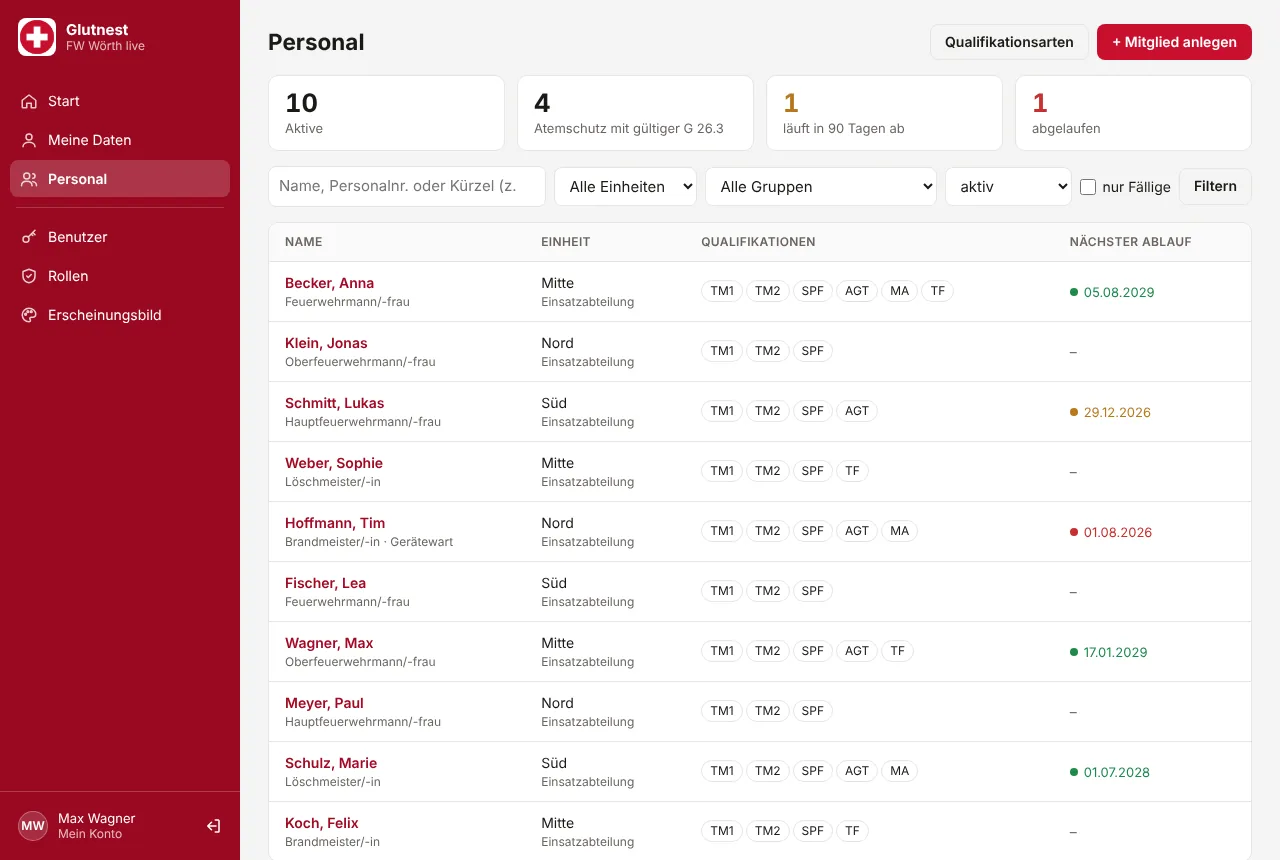 Glutnest
FW Wörth live
Start
Meine Daten
Personal
Benutzer
Rollen
Erscheinungsbild
MW
Max Wagner
Mein Konto
Personal
Qualifikationsarten
+ Mitglied anlegen
10
Aktive
4
Atemschutz mit gültiger G 26.3
1
läuft in 90 Tagen ab
1
abgelaufen
Name, Personalnr. oder Kürzel (z.
Alle Einheiten
Alle Gruppen
aktiv
nur Fällige
Filtern
NAME EINHEIT QUALIFIKATIONEN NÄCHSTER ABLAUF
Becker, Anna Mitte TM1 TM2 SPF AGT MA TF 05.08.2029
Feuerwehrmann/-frau Einsatzabteilung
Klein, Jonas Nord TM1 TM2 SPF –
Oberfeuerwehrmann/-frau Einsatzabteilung
Schmitt, Lukas Süd TM1 TM2 SPF AGT 29.12.2026
Hauptfeuerwehrmann/-frau Einsatzabteilung
Weber, Sophie Mitte TM1 TM2 SPF TF –
Löschmeister/-in Einsatzabteilung
Hoffmann, Tim Nord TM1 TM2 SPF AGT MA 01.08.2026
Brandmeister/-in · Gerätewart Einsatzabteilung
Fischer, Lea Süd TM1 TM2 SPF –
Feuerwehrmann/-frau Einsatzabteilung
Wagner, Max Mitte TM1 TM2 SPF AGT TF 17.01.2029
Oberfeuerwehrmann/-frau Einsatzabteilung
Meyer, Paul Nord TM1 TM2 SPF –
Hauptfeuerwehrmann/-frau Einsatzabteilung
Schulz, Marie Süd TM1 TM2 SPF AGT MA 01.07.2028
Löschmeister/-in Einsatzabteilung
Koch, Felix Mitte TM1 TM2 SPF TF –
Brandmeister/-in Einsatzabteilung